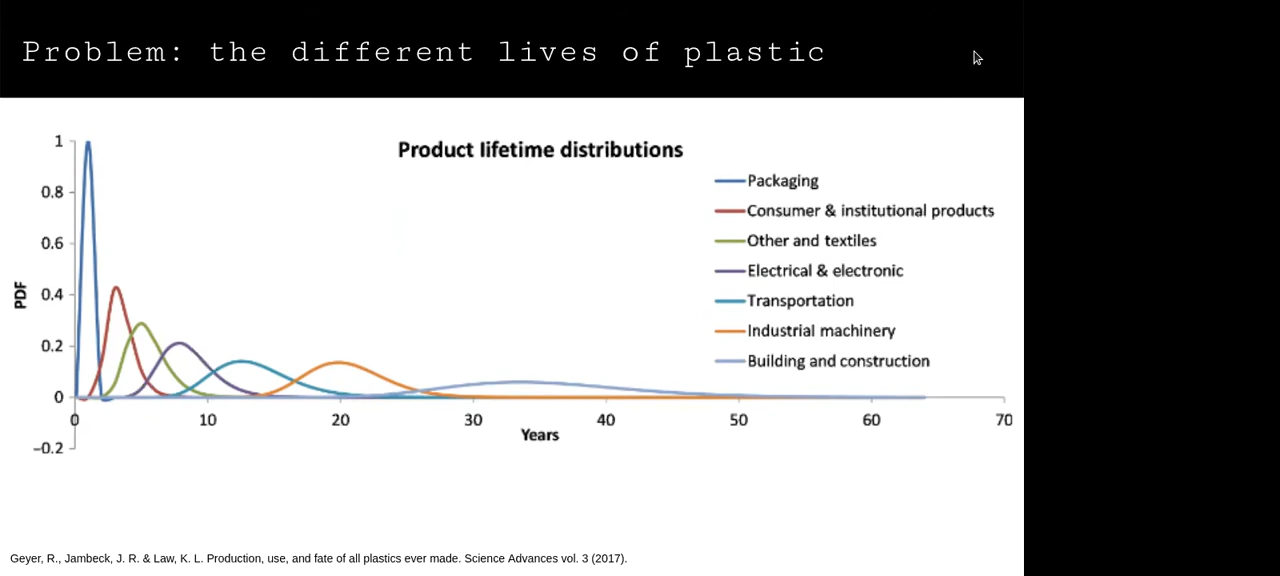 Problem: the different lives of plastic
Product lifetime distributions
1
0.8
0.6
0.4
0.2
0
−0.2
PDF
0 10 20 30 40 50 60 70
Years
Packaging
Consumer & institutional products
Other and textiles
Electrical & electronic
Transportation
Industrial machinery
Building and construction
Geyer, R., Jambeck, J. R. & Law, K. L. Production, use, and fate of all plastics ever made. Science Advances vol. 3 (2017).